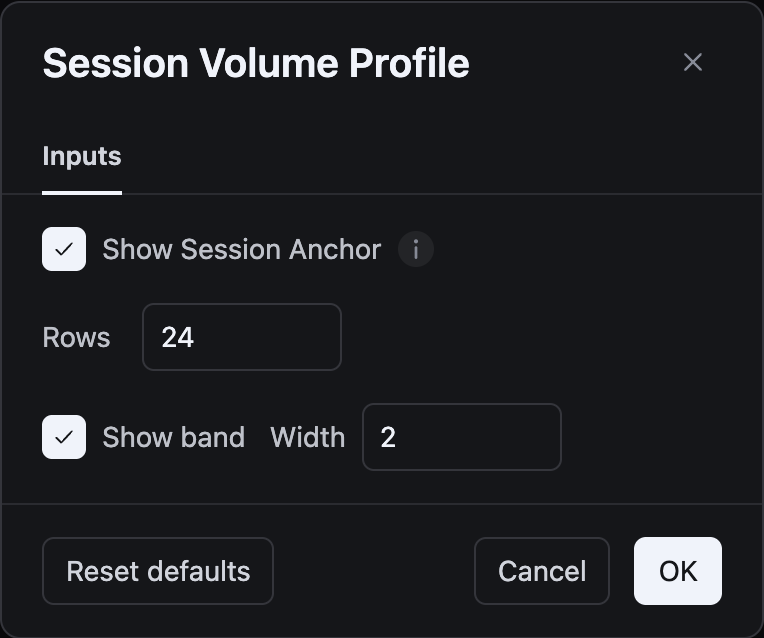 Session Volume Profile
Inputs
Show Session Anchor i
Rows 24
Show band Width 2
Reset defaults Cancel OK